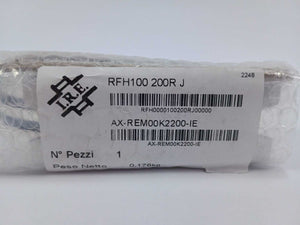 RFH100 200R J
2248
I.R.E.
RFH0000100200RJ00000
AX-REM00K2200-IE
AX-REM00K2200-IE
N° Pezzi 1
Peso Netto 0,176kg